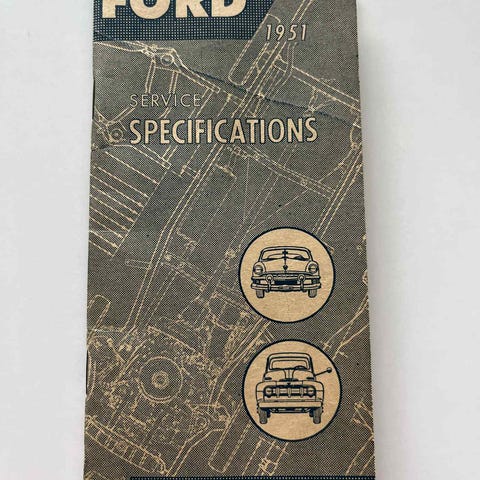 FORD
1951
SERVICE
SPECIFICATIONS